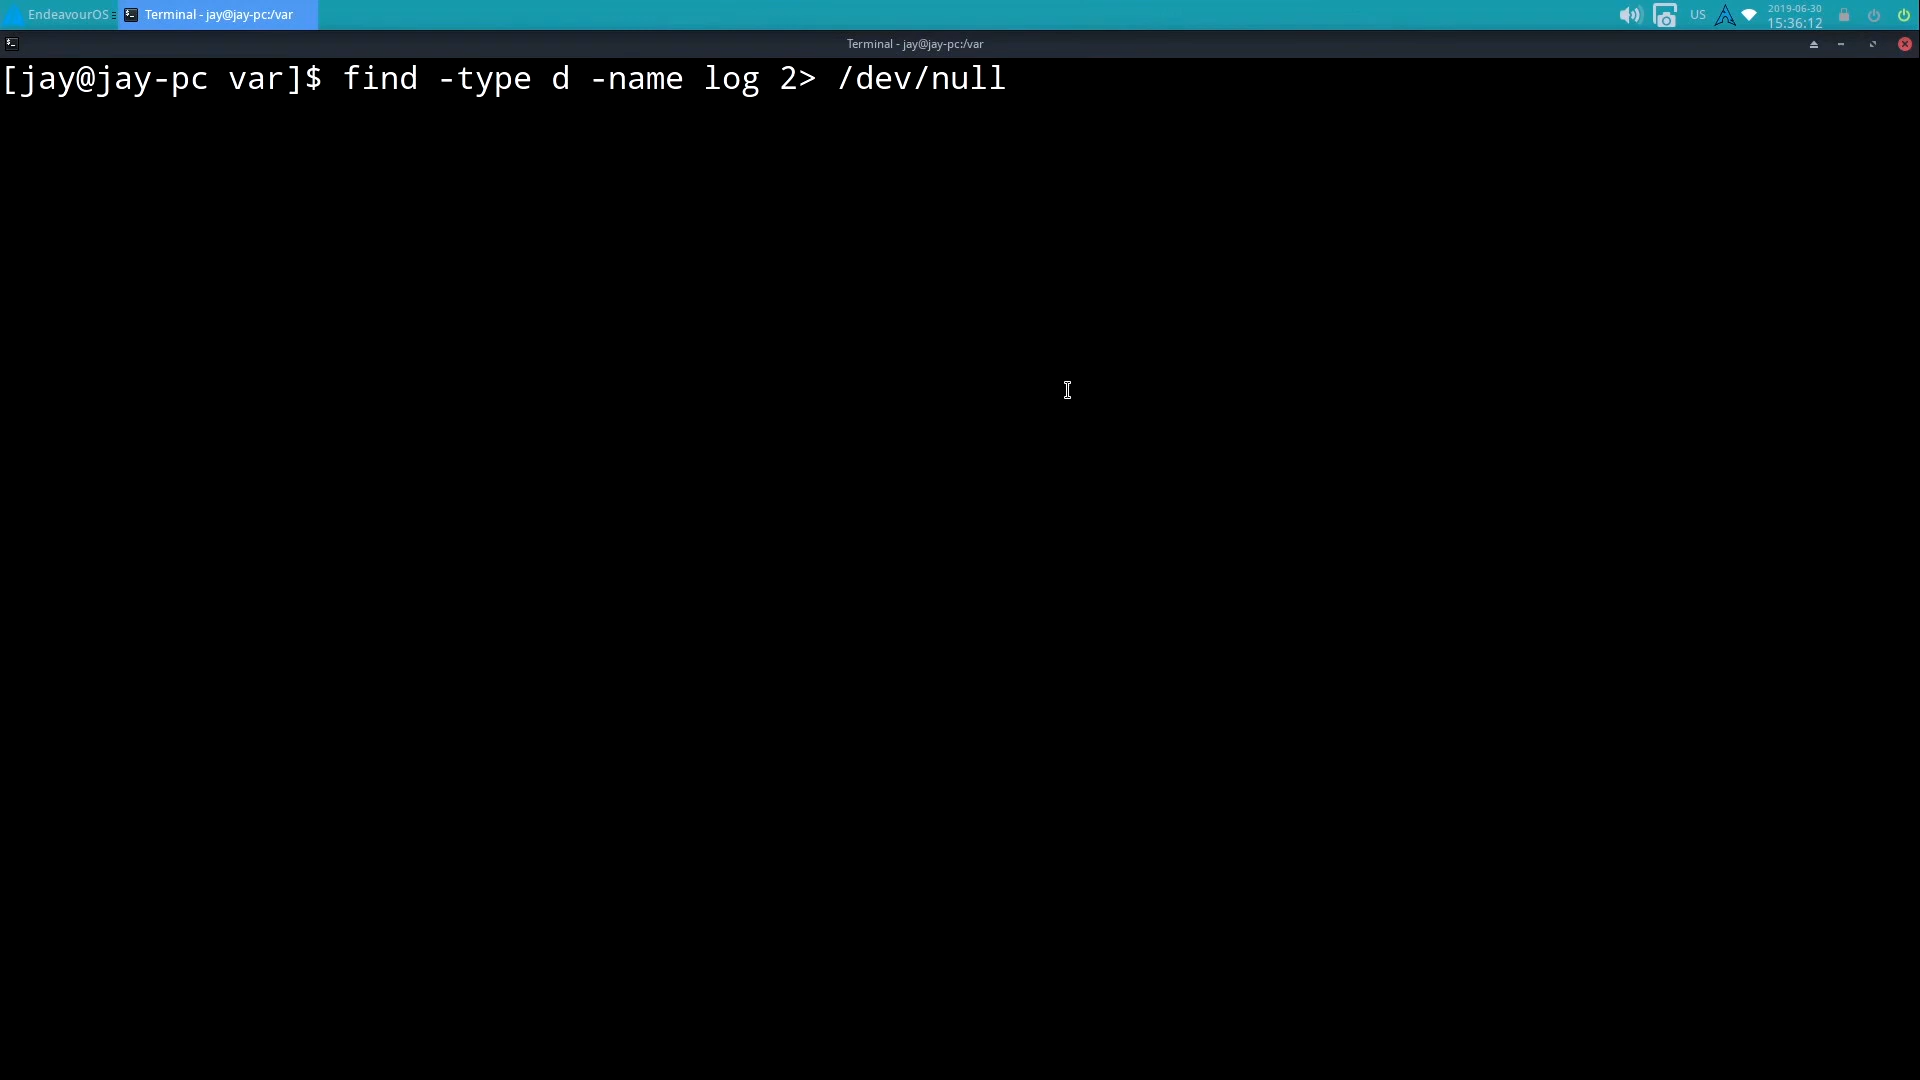 EndeavourOS
Terminal - jay@jay-pc:/var
US
2019-06-30
15:36:12
Terminal - jay@jay-pc:/var
[jay@jay-pc var]$ find -type d -name log 2> /dev/null